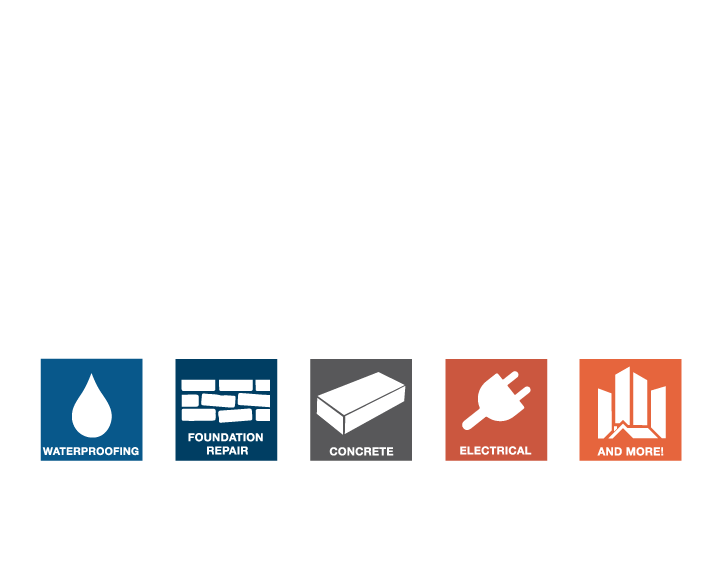 WATERPROOFING
FOUNDATION
REPAIR
CONCRETE
ELECTRICAL
AND MORE!